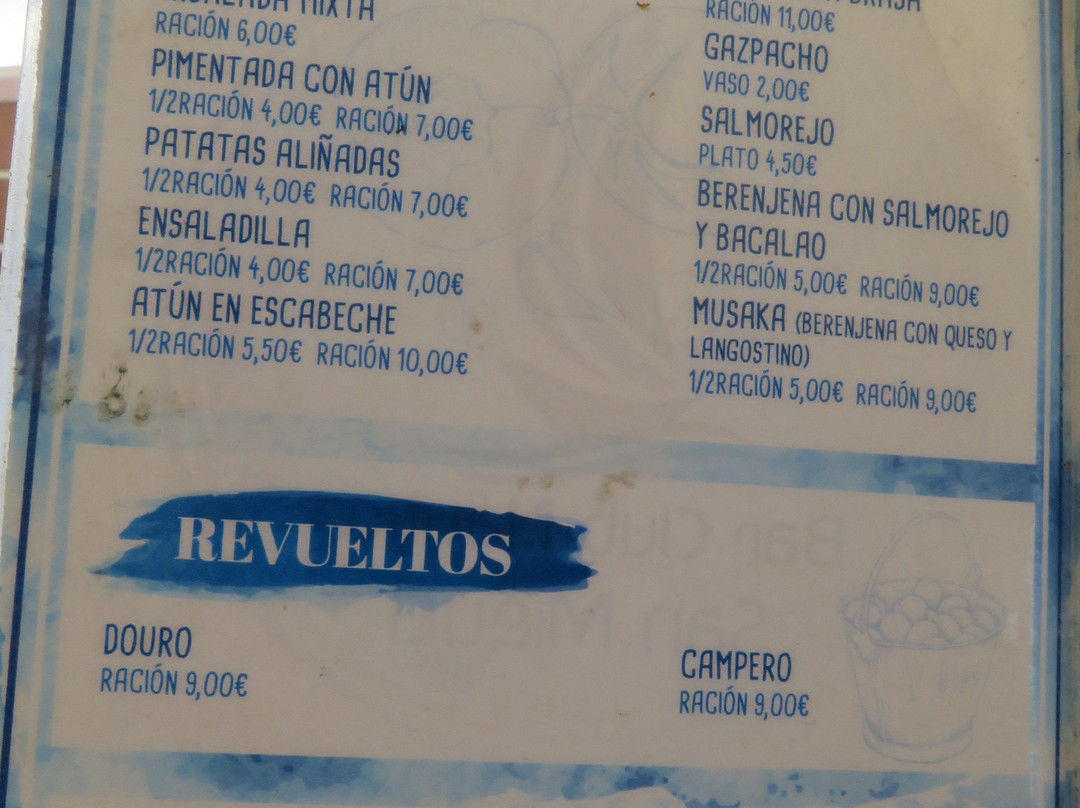 ENSALADA MIXTA
RACIÓN 6,00€
PIMENTADA CON ATÚN
1/2RACIÓN 4,00€ RACIÓN 7,00€
PATATAS ALIÑADAS
1/2RACIÓN 4,00€ RACIÓN 7,00€
ENSALADILLA
1/2RACIÓN 4,00€ RACIÓN 7,00€
ATÚN EN ESCABECHE
1/2RACIÓN 5,50€ RACIÓN 10,00€
RACIÓN 11,00€
GAZPACHO
VASO 2,00€
SALMOREJO
PLATO 4,50€
BERENJENA CON SALMOREJO
Y BACALAO
1/2RACIÓN 5,00€ RACIÓN 9,00€
MUSAKA (BERENJENA CON QUESO Y
LANGOSTINO)
1/2RACIÓN 5,00€ RACIÓN 9,00€
REVUELTOS
DOURO
RACIÓN 9,00€
CAMPERO
RACIÓN 9,00€